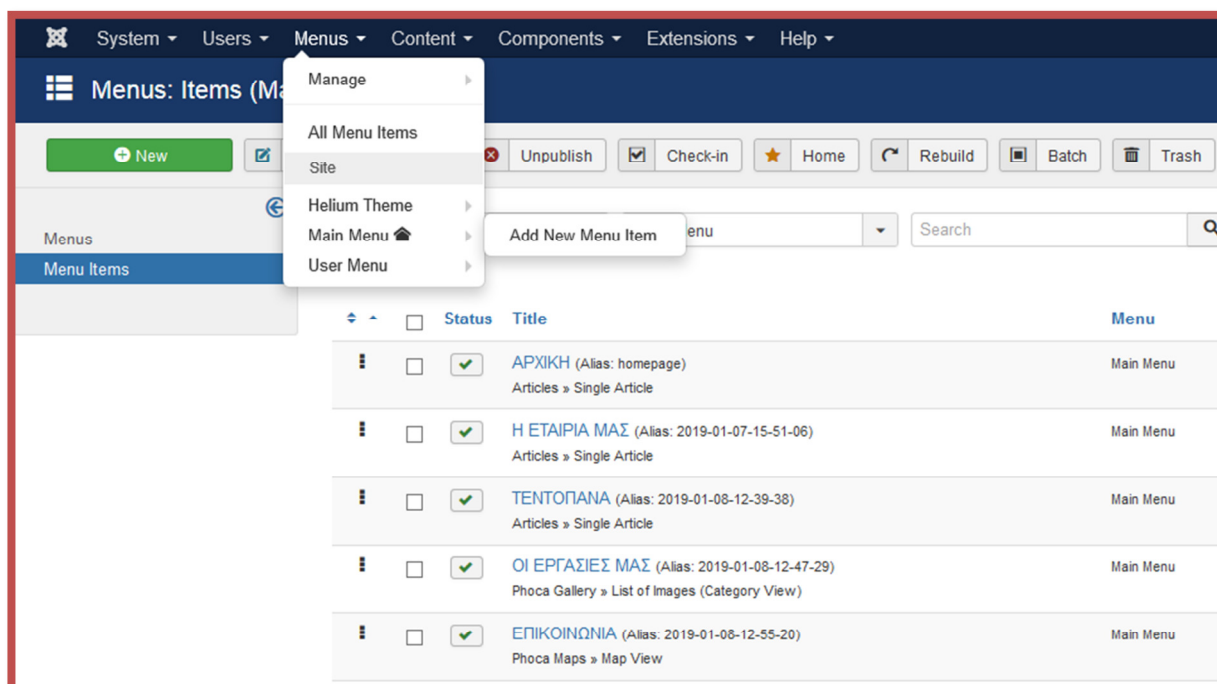 System Users Menus Content Components Extensions Help
Menus: Items (Ma
Manage
All Menu Items
Site
Helium Theme
Main Menu
User Menu
Add New Menu Item
New Unpublish Check-in Home Rebuild Batch Trash
enu Search
Menus
Menu Items
Status Title Menu
ΑΡΧΙΚΗ (Alias: homepage) Main Menu
Articles » Single Article
Η ΕΤΑΙΡΙΑ ΜΑΣ (Alias: 2019-01-07-15-51-06) Main Menu
Articles » Single Article
ΤΕΝΤΟΠΑΝΑ (Alias: 2019-01-08-12-39-38) Main Menu
Articles » Single Article
ΟΙ ΕΡΓΑΣΙΕΣ ΜΑΣ (Alias: 2019-01-08-12-47-29) Main Menu
Phoca Gallery » List of Images (Category View)
ΕΠΙΚΟΙΝΩΝΙΑ (Alias: 2019-01-08-12-55-20) Main Menu
Phoca Maps » Map View